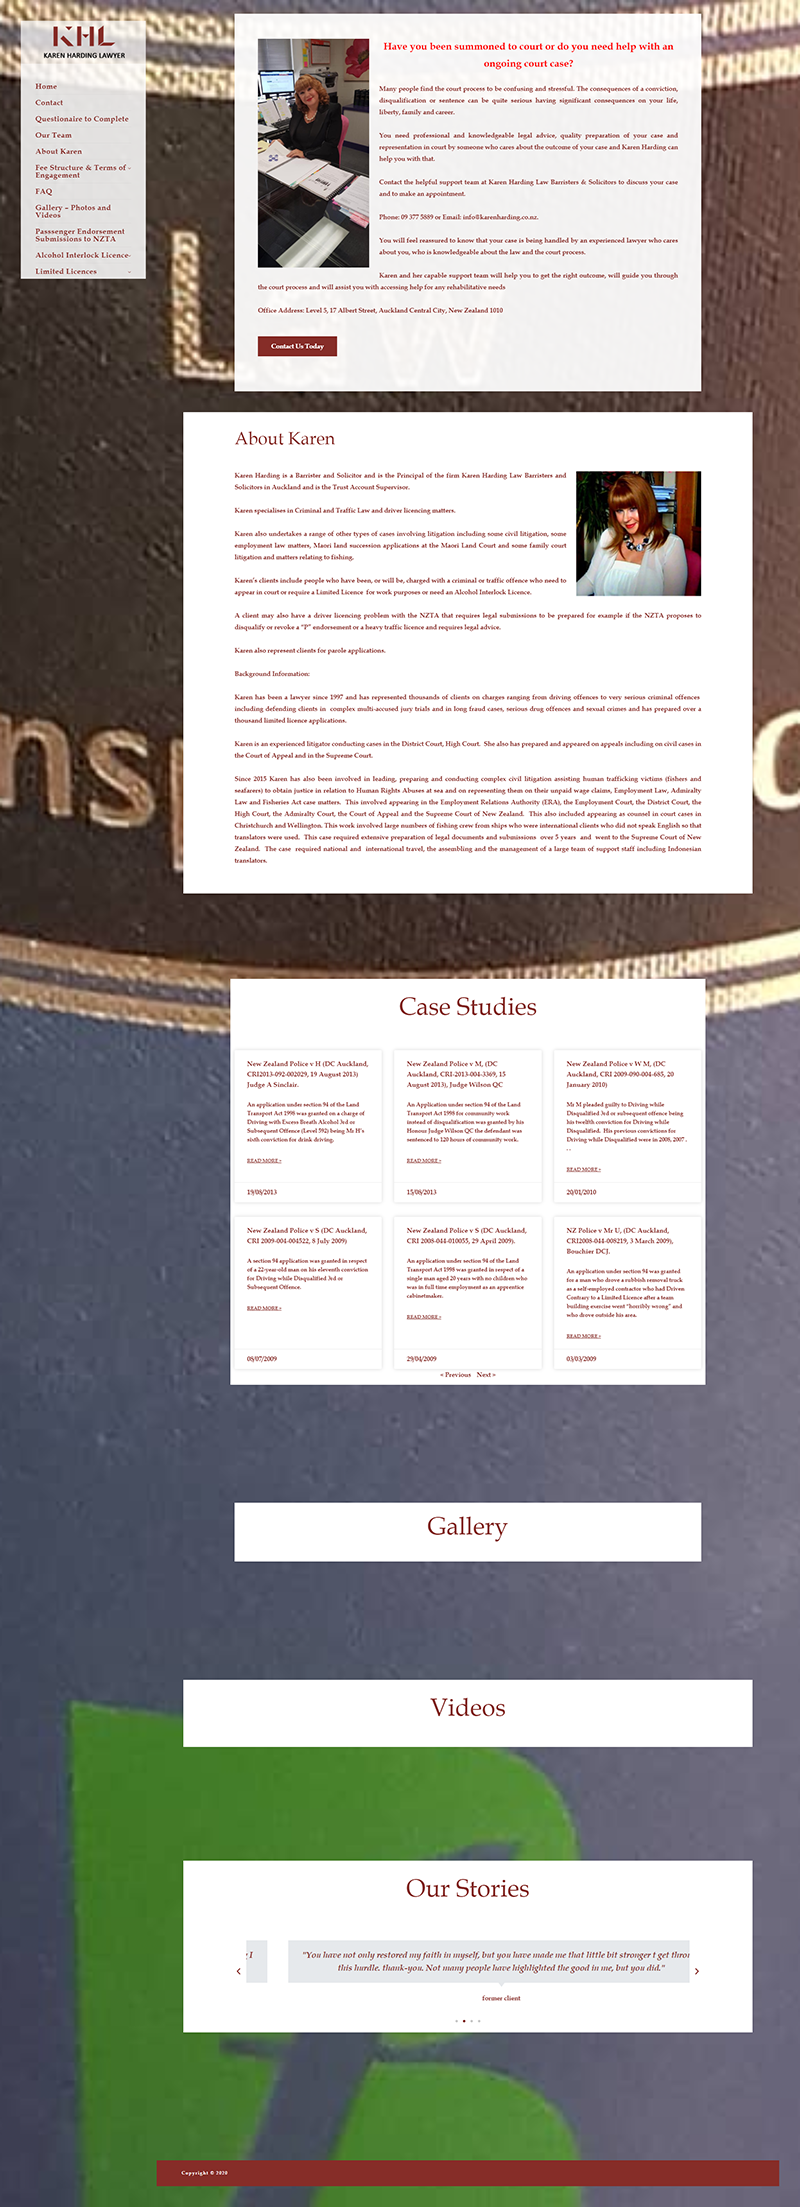 KHL
KAREN HARDING LAWYER
Home
Contact
Questionaire to Complete
Our Team
About Karen
Fee Structure & Terms of -
Engagement
FAQ
Gallery – Photos and
Videos
Passsenger Endorsement
Submissions to NZTA
Alcohol Interlock Licence-
Limited Licences -
Have you been summoned to court or do you need help with an
ongoing court case?
Many people find the court process to be confusing and stressful. The consequences of a conviction,
disqualification or sentence can be quite serious having significant consequences on your life,
liberty, family and career.
You need professional and knowledgeable legal advice, quality preparation of your case and
representation in court by someone who cares about the outcome of your case and Karen Harding can
help you with that.
Contact the helpful support team at Karen Harding Law Barristers & Solicitors to discuss your case
and to make an appointment.
Phone: 09 377 5889 or Email: info@karenharding.co.nz.
You will feel reassured to know that your case is being handled by an experienced lawyer who cares
about you, who is knowledgeable about the law and the court process.
Karen and her capable support team will help you to get the right outcome, will guide you through
the court process and will assist you with accessing help for any rehabilitative needs
Office Address: Level 5, 17 Albert Street, Auckland Central City, New Zealand 1010
Contact Us Today
About Karen
Karen Harding is a Barrister and Solicitor and is the Principal of the firm Karen Harding Law Barristers and
Solicitors in Auckland and is the Trust Account Supervisor.
Karen specialises in Criminal and Traffic Law and driver licencing matters.
Karen also undertakes a range of other types of cases involving litigation including some civil litigation, some
employment law matters, Maori land succession applications at the Maori Land Court and some family court
litigation and matters relating to fishing.
Karen's clients include people who have been, or will be, charged with a criminal or traffic offence who need to
appear in court or require a Limited Licence for work purposes or need an Alcohol Interlock Licence.
A client may also have a driver licencing problem with the NZTA that requires legal submissions to be prepared for example if the NZTA proposes to
disqualify or revoke a "P" endorsement or a heavy traffic licence and requires legal advice.
Karen also represent clients for parole applications.
Background Information:
Karen has been a lawyer since 1997 and has represented thousands of clients on charges ranging from driving offences to very serious criminal offences
including defending clients in complex multi-accused jury trials and in long fraud cases, serious drug offences and sexual crimes and has prepared over a
thousand limited licence applications.
Karen is an experienced litigator conducting cases in the District Court, High Court. She also has prepared and appeared on appeals including on civil cases in
the Court of Appeal and in the Supreme Court.
Since 2015 Karen has also been involved in leading, preparing and conducting complex civil litigation assisting human trafficking victims (fishers and
seafarers) to obtain justice in relation to Human Rights Abuses at sea and on representing them on their unpaid wage claims, Employment Law, Admiralty
Law and Fisheries Act case matters. This involved appearing in the Employment Relations Authority (ERA), the Employment Court, the District Court, the
High Court, the Admiralty Court, the Court of Appeal and the Supreme Court of New Zealand. This also included appearing as counsel in court cases in
Christchurch and Wellington. This work involved large numbers of fishing crew from ships who were international clients who did not speak English so that
translators were used. This case required extensive preparation of legal documents and submissions over 5 years and went to the Supreme Court of New
Zealand. The case required national and international travel, the assembling and the management of a large team of support staff including Indonesian
translators.
Case Studies
New Zealand Police v H (DC Auckland,
CRI2013-092-002029, 19 August 2013)
Judge A Sinclair.
An application under section 94 of the Land
Transport Act 1998 was granted on a charge of
Driving with Excess Breath Alcohol 3rd or
Subsequent Offence (Level 592) being Mr H's
sixth conviction for drink driving.
READ MORE »
19/08/2013
New Zealand Police v M, (DC
Auckland, CRI-2013-004-3369, 15
August 2013), Judge Wilson QC
An Application under section 94 of the Land
Transport Act 1998 for community work
instead of disqualification was granted by his
Honour Judge Wilson QC the defendant was
sentenced to 120 hours of community work.
READ MORE »
15/08/2013
New Zealand Police v W M, (DC
Auckland, CRI 2009-090-004-685, 20
January 2010)
Mr M pleaded guilty to Driving while
Disqualified 3rd or subsequent offence being
his twelfth conviction for Driving while
Disqualified. His previous convictions for
Driving while Disqualified were in 2008, 2007 .
. .
READ MORE »
20/01/2010
New Zealand Police v S (DC Auckland,
CRI 2009-004-004522, 8 July 2009)
A section 94 application was granted in respect
of a 22-year-old man on his eleventh conviction
for Driving while Disqualified 3rd or
Subsequent Offence.
READ MORE »
08/07/2009
New Zealand Police v S (DC Auckland,
CRI 2008-044-010055, 29 April 2009).
An application under section 94 of the Land
Transport Act 1998 was granted in respect of a
single man aged 20 years with no children who
was in full time employment as an apprentice
cabinetmaker.
READ MORE »
29/04/2009
NZ Police v Mr U, (DC Auckland,
CRI2008-044-008219, 3 March 2009),
Bouchier DCJ.
An application under section 94 was granted
for a man who drove a rubbish removal truck
as a self-employed contractor who had Driven
Contrary to a Limited Licence after a team
building exercise went "horribly wrong" and
who drove outside his area.
READ MORE »
03/03/2009
« Previous Next »
Gallery
Videos
Our Stories
I
"You have not only restored my faith in myself, but you have made me that little bit stronger t get throu
this hurdle. thank-you. Not many people have highlighted the good in me, but you did."
former client
Copyright © 2020